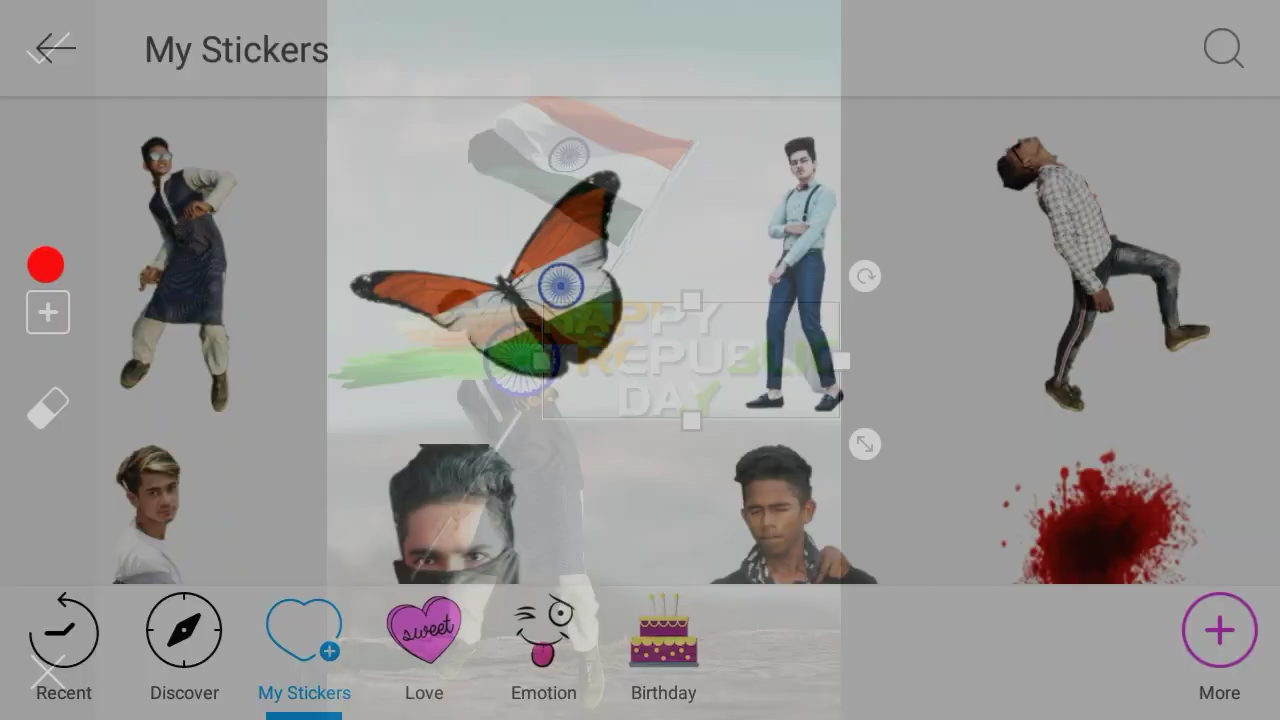 My Stickers
HAPPY
REPUBLIC
DAY
sweet
Recent
Discover
My Stickers
Love
Emotion
Birthday
More